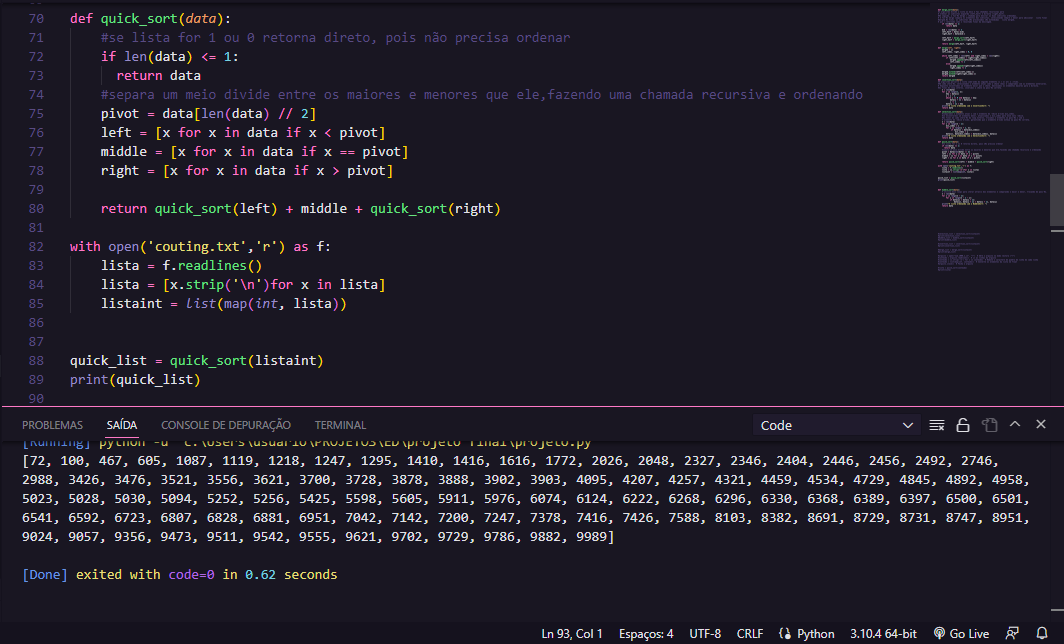 70 def quick_sort(data):
71 #se lista for 1 ou 0 retorna direto, pois não precisa ordenar
72 if len(data) <= 1:
73 return data
74 #separa um meio divide entre os maiores e menores que ele,fazendo uma chamada recursiva e ordenando
75 pivot = data[len(data) // 2]
76 left = [x for x in data if x < pivot]
77 middle = [x for x in data if x == pivot]
78 right = [x for x in data if x > pivot]
79
80 return quick_sort(left) + middle + quick_sort(right)
81
82 with open('couting.txt','r') as f:
83 lista = f.readlines()
84 lista = [x.strip('\n')for x in lista]
85 listaint = list(map(int, lista))
86
87
88 quick_list = quick_sort(listaint)
89 print(quick_list)
90
PROBLEMAS SAÍDA CONSOLE DE DEPURAÇÃO TERMINAL Code
[Running] python -u "c:\Users\usuario\PROJETOS\ED\projeto final\projeto.py"
[72, 100, 467, 605, 1087, 1119, 1218, 1247, 1295, 1410, 1416, 1616, 1772, 2026, 2048, 2327, 2346, 2404, 2446, 2456, 2492, 2746,
2988, 3426, 3476, 3521, 3556, 3621, 3700, 3728, 3878, 3888, 3902, 3903, 4095, 4207, 4257, 4321, 4459, 4534, 4729, 4845, 4892, 4958,
5023, 5028, 5030, 5094, 5252, 5256, 5425, 5598, 5605, 5911, 5976, 6074, 6124, 6222, 6268, 6296, 6330, 6368, 6389, 6397, 6500, 6501,
6541, 6592, 6723, 6807, 6828, 6881, 6951, 7042, 7142, 7200, 7247, 7378, 7416, 7426, 7588, 8103, 8382, 8691, 8729, 8731, 8747, 8951,
9024, 9057, 9356, 9473, 9511, 9542, 9555, 9621, 9702, 9729, 9786, 9882, 9989]
[Done] exited with code=0 in 0.62 seconds
Ln 93, Col 1 Espaços: 4 UTF-8 CRLF Python 3.10.4 64-bit Go Live